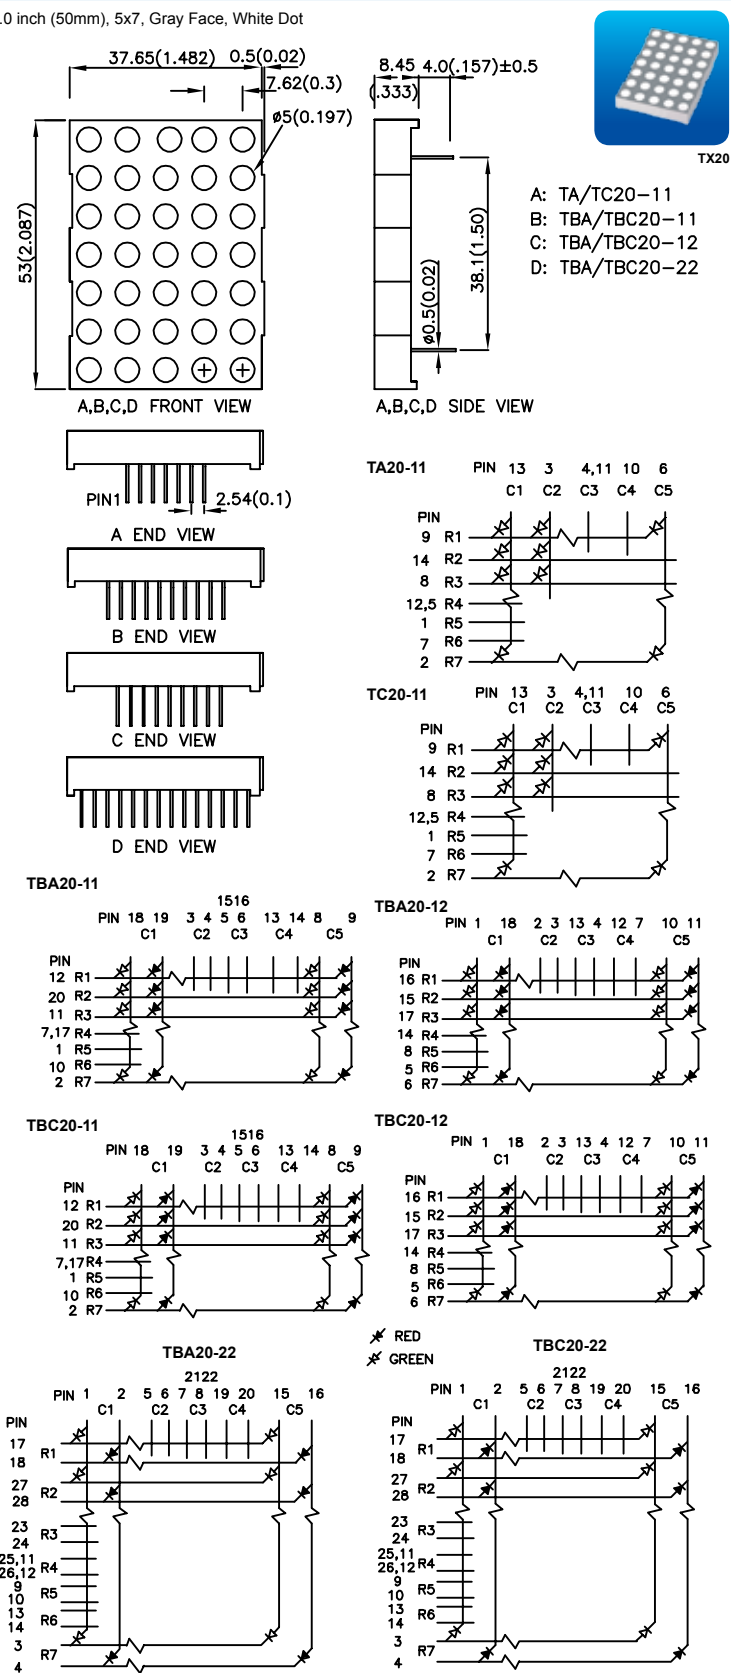 .0 inch (50mm), 5x7, Gray Face, White Dot
37.65(1.482) 0.5(0.02)
7.62(0.3)
ø5(0.197)
53(2.087)
A,B,C,D FRONT VIEW
8.45 4.0(.157)±0.5
(.333)
38.1(1.50)
ø0.5(0.02)
A,B,C,D SIDE VIEW
TX20
A: TA/TC20-11
B: TBA/TBC20-11
C: TBA/TBC20-12
D: TBA/TBC20-22
PIN1 2.54(0.1)
A END VIEW
B END VIEW
C END VIEW
D END VIEW
TA20-11
PIN 13 3 4,11 10 6
C1 C2 C3 C4 C5
PIN
9 R1
14 R2
8 R3
12,5 R4
1 R5
7 R6
2 R7
TC20-11
PIN 13 3 4,11 10 6
C1 C2 C3 C4 C5
PIN
9 R1
14 R2
8 R3
12,5 R4
1 R5
7 R6
2 R7
TBA20-11
1516
PIN 18 19 3 4 5 6 13 14 8 9
C1 C2 C3 C4 C5
PIN
12 R1
20 R2
11 R3
7,17 R4
1 R5
10 R6
2 R7
TBA20-12
PIN 1 18 2 3 13 4 12 7 10 11
C1 C2 C3 C4 C5
PIN
16 R1
15 R2
17 R3
14 R4
8 R5
5 R6
6 R7
TBC20-11
1516
PIN 18 19 3 4 5 6 13 14 8 9
C1 C2 C3 C4 C5
PIN
12 R1
20 R2
11 R3
7,17 R4
1 R5
10 R6
2 R7
TBC20-12
PIN 1 18 2 3 13 4 12 7 10 11
C1 C2 C3 C4 C5
PIN
16 R1
15 R2
17 R3
14 R4
8 R5
5 R6
6 R7
RED
GREEN
TBA20-22
2122
PIN 1 2 5 6 7 8 19 20 15 16
C1 C2 C3 C4 C5
PIN
17
R1
18
27
R2
28
23
R3
24
25,11
R4
26,12
9
R5
10
13
R6
14
3
R7
4
TBC20-22
2122
PIN 1 2 5 6 7 8 19 20 15 16
C1 C2 C3 C4 C5
PIN
17
R1
18
27
R2
28
23
R3
24
25,11
R4
26,12
9
R5
10
13
R6
14
3
R7
4